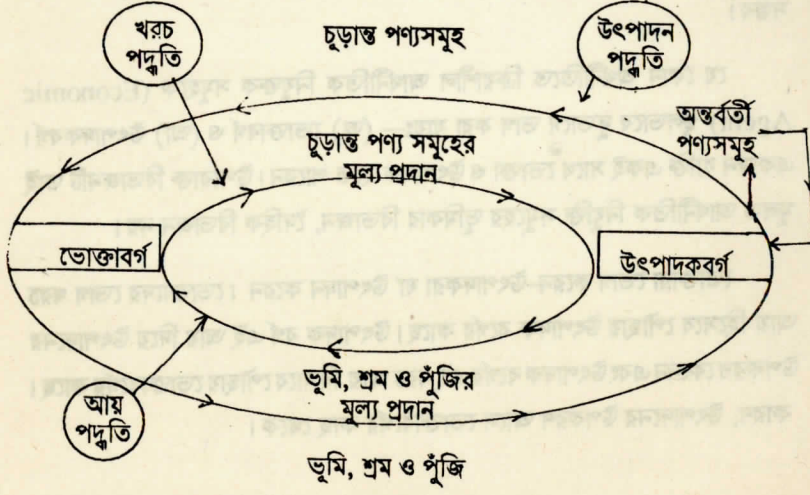 খরচ
পদ্ধতি
চূড়ান্ত পণ্যসমূহ
উৎপাদন
পদ্ধতি
অন্তর্বর্তী
পণ্যসমূহ
চূড়ান্ত পণ্য সমূহের
মূল্য প্রদান
ভোক্তাবর্গ
উৎপাদকবর্গ
ভূমি, শ্রম ও পুঁজির
মূল্য প্রদান
আয়
পদ্ধতি
ভূমি, শ্রম ও পুঁজি